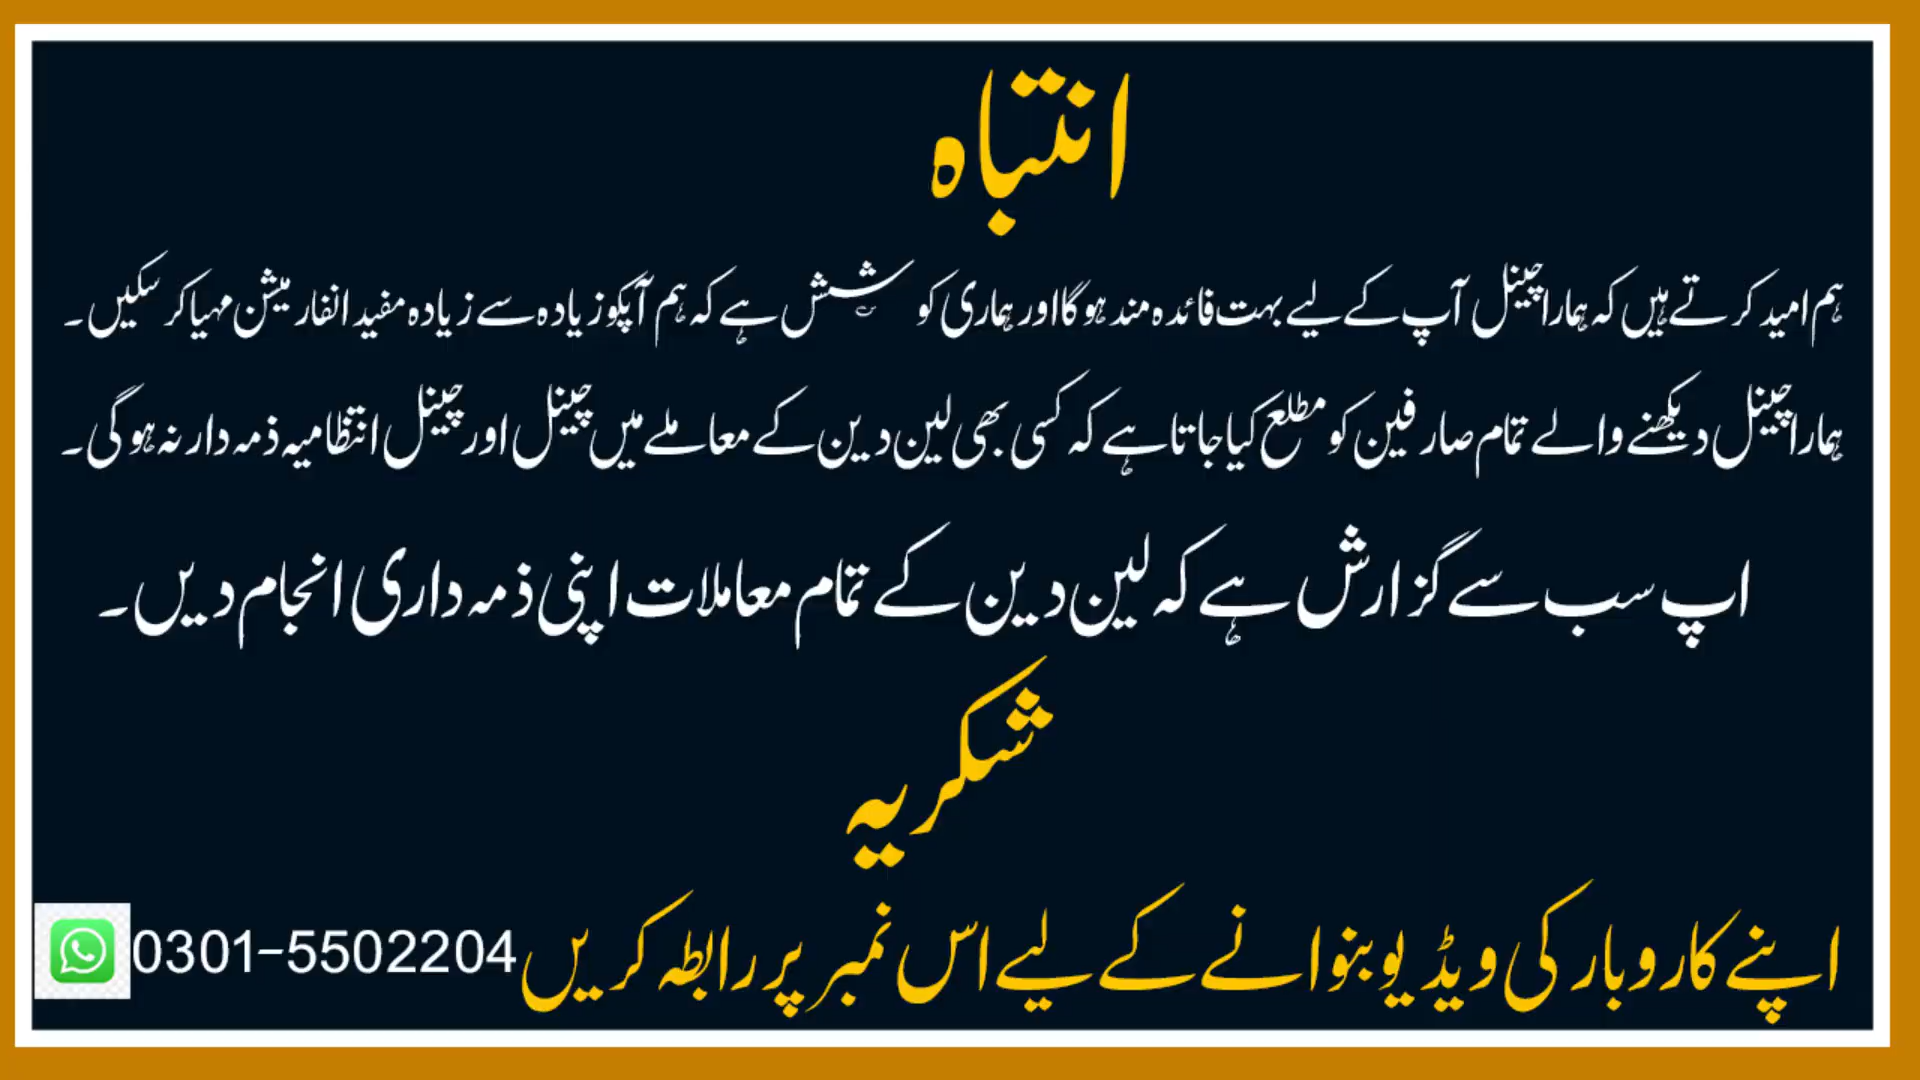 انتباہ
ہم امید کرتے ہیں کہ ہمارا چینل آپ کے لیے بہت فائدہ مند ہوگا اور ہماری کوشش ہے کہ ہم آپکو زیادہ سے زیادہ مفید انفارمیشن مہیا کر سکیں۔
ہمارا چینل دیکھنے والے تمام صارفین کو مطلع کیا جاتا ہے کہ کسی بھی لین دین کے معاملے میں چینل اور چینل انتظامیہ ذمہ دار نہ ہوگی۔
اپ سب سے گزارش ہے کہ لین دین کے تمام معاملات اپنی ذمہ داری انجام دیں۔
شکریہ
اپنے کاروبار کی ویڈیو بنوانے کے لیے اس نمبر پر رابطہ کریں 0301-5502204